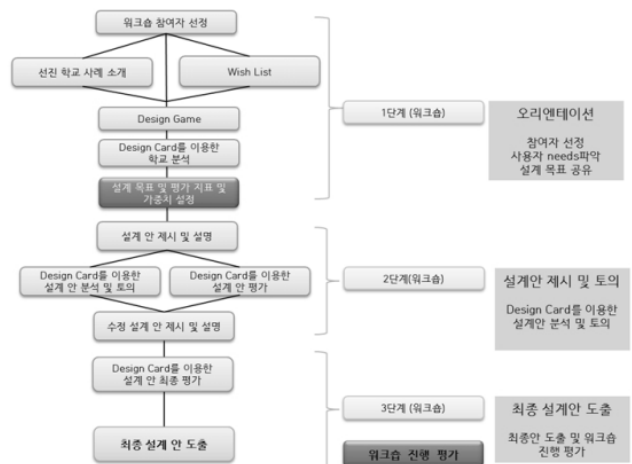 워크숍 참여자 선정
선진 학교 사례 소개
Wish List
Design Game
Design Card를 이용한
학교 분석
설계 목표 및 평가 지표 및
가중치 설정
설계 안 제시 및 설명
Design Card를 이용한
설계 안 분석 및 토의
Design Card를 이용한
설계 안 평가
수정 설계 안 제시 및 설명
Design Card를 이용한
설계 안 최종 평가
최종 설계 안 도출
1단계 (워크숍)
오리엔테이션
참여자 선정
사용자 needs파악
설계 목표 공유
2단계(워크숍)
설계안 제시 및 토의
Design Card를 이용한
설계안 분석 및 토의
3단계 (워크숍)
워크숍 진행 평가
최종 설계안 도출
최종안 도출 및 워크숍
진행 평가